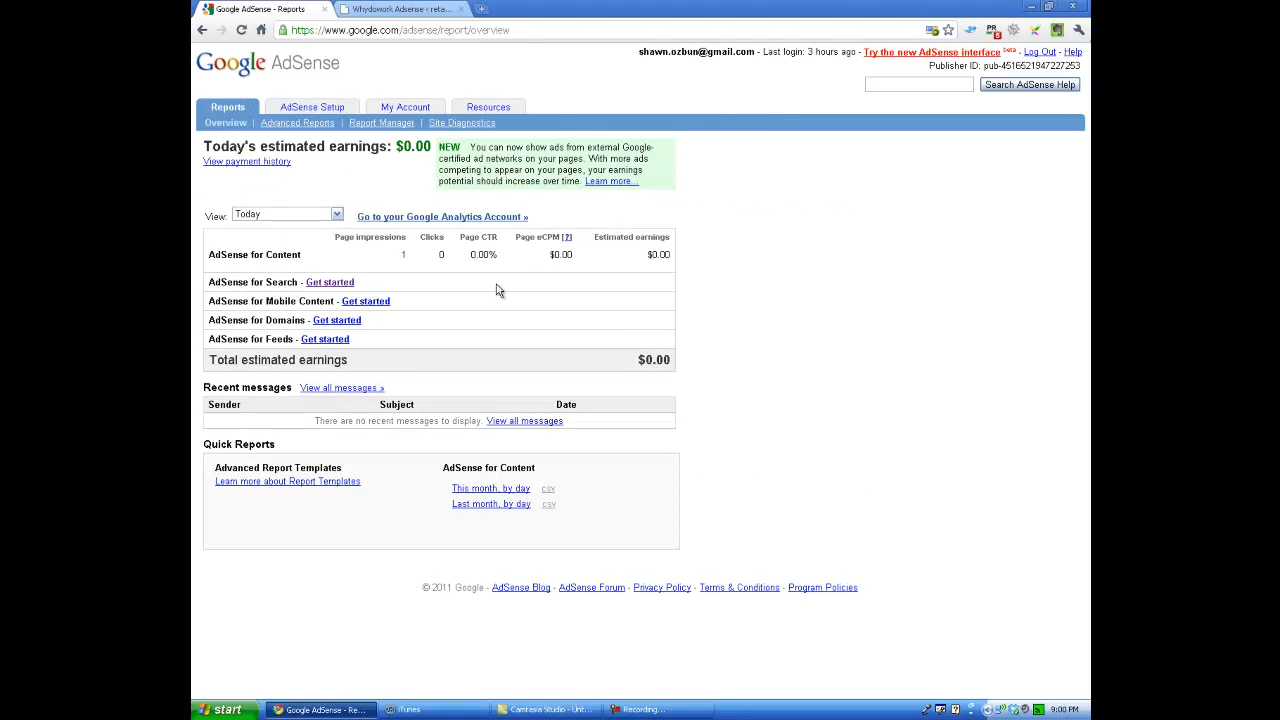 Google AdSense - Reports
Whydowork Adsense ‹ reta...
https://www.google.com/adsense/report/overview
shawn.ozbun@gmail.com - Last login: 3 hours ago - Try the new AdSense interface beta - Log Out - Help
Publisher ID: pub-4516521947227253
Google AdSense
Search AdSense Help
Reports
AdSense Setup
My Account
Resources
Overview | Advanced Reports | Report Manager | Site Diagnostics
Today's estimated earnings: $0.00
View payment history
NEW You can now show ads from external Google-
certified ad networks on your pages. With more ads
competing to appear on your pages, your earnings
potential should increase over time. Learn more...
View: Today
Go to your Google Analytics Account »
Page impressions Clicks Page CTR Page eCPM [?] Estimated earnings
AdSense for Content 1 0 0.00% $0.00 $0.00
AdSense for Search - Get started
AdSense for Mobile Content - Get started
AdSense for Domains - Get started
AdSense for Feeds - Get started
Total estimated earnings $0.00
Recent messages View all messages »
Sender Subject Date
There are no recent messages to display. View all messages
Quick Reports
Advanced Report Templates
Learn more about Report Templates
AdSense for Content
This month, by day csv
Last month, by day csv
© 2011 Google - AdSense Blog - AdSense Forum - Privacy Policy - Terms & Conditions - Program Policies
start
Google AdSense - Re...
iTunes
Camtasia Studio - Unt...
Recording...
9:00 PM